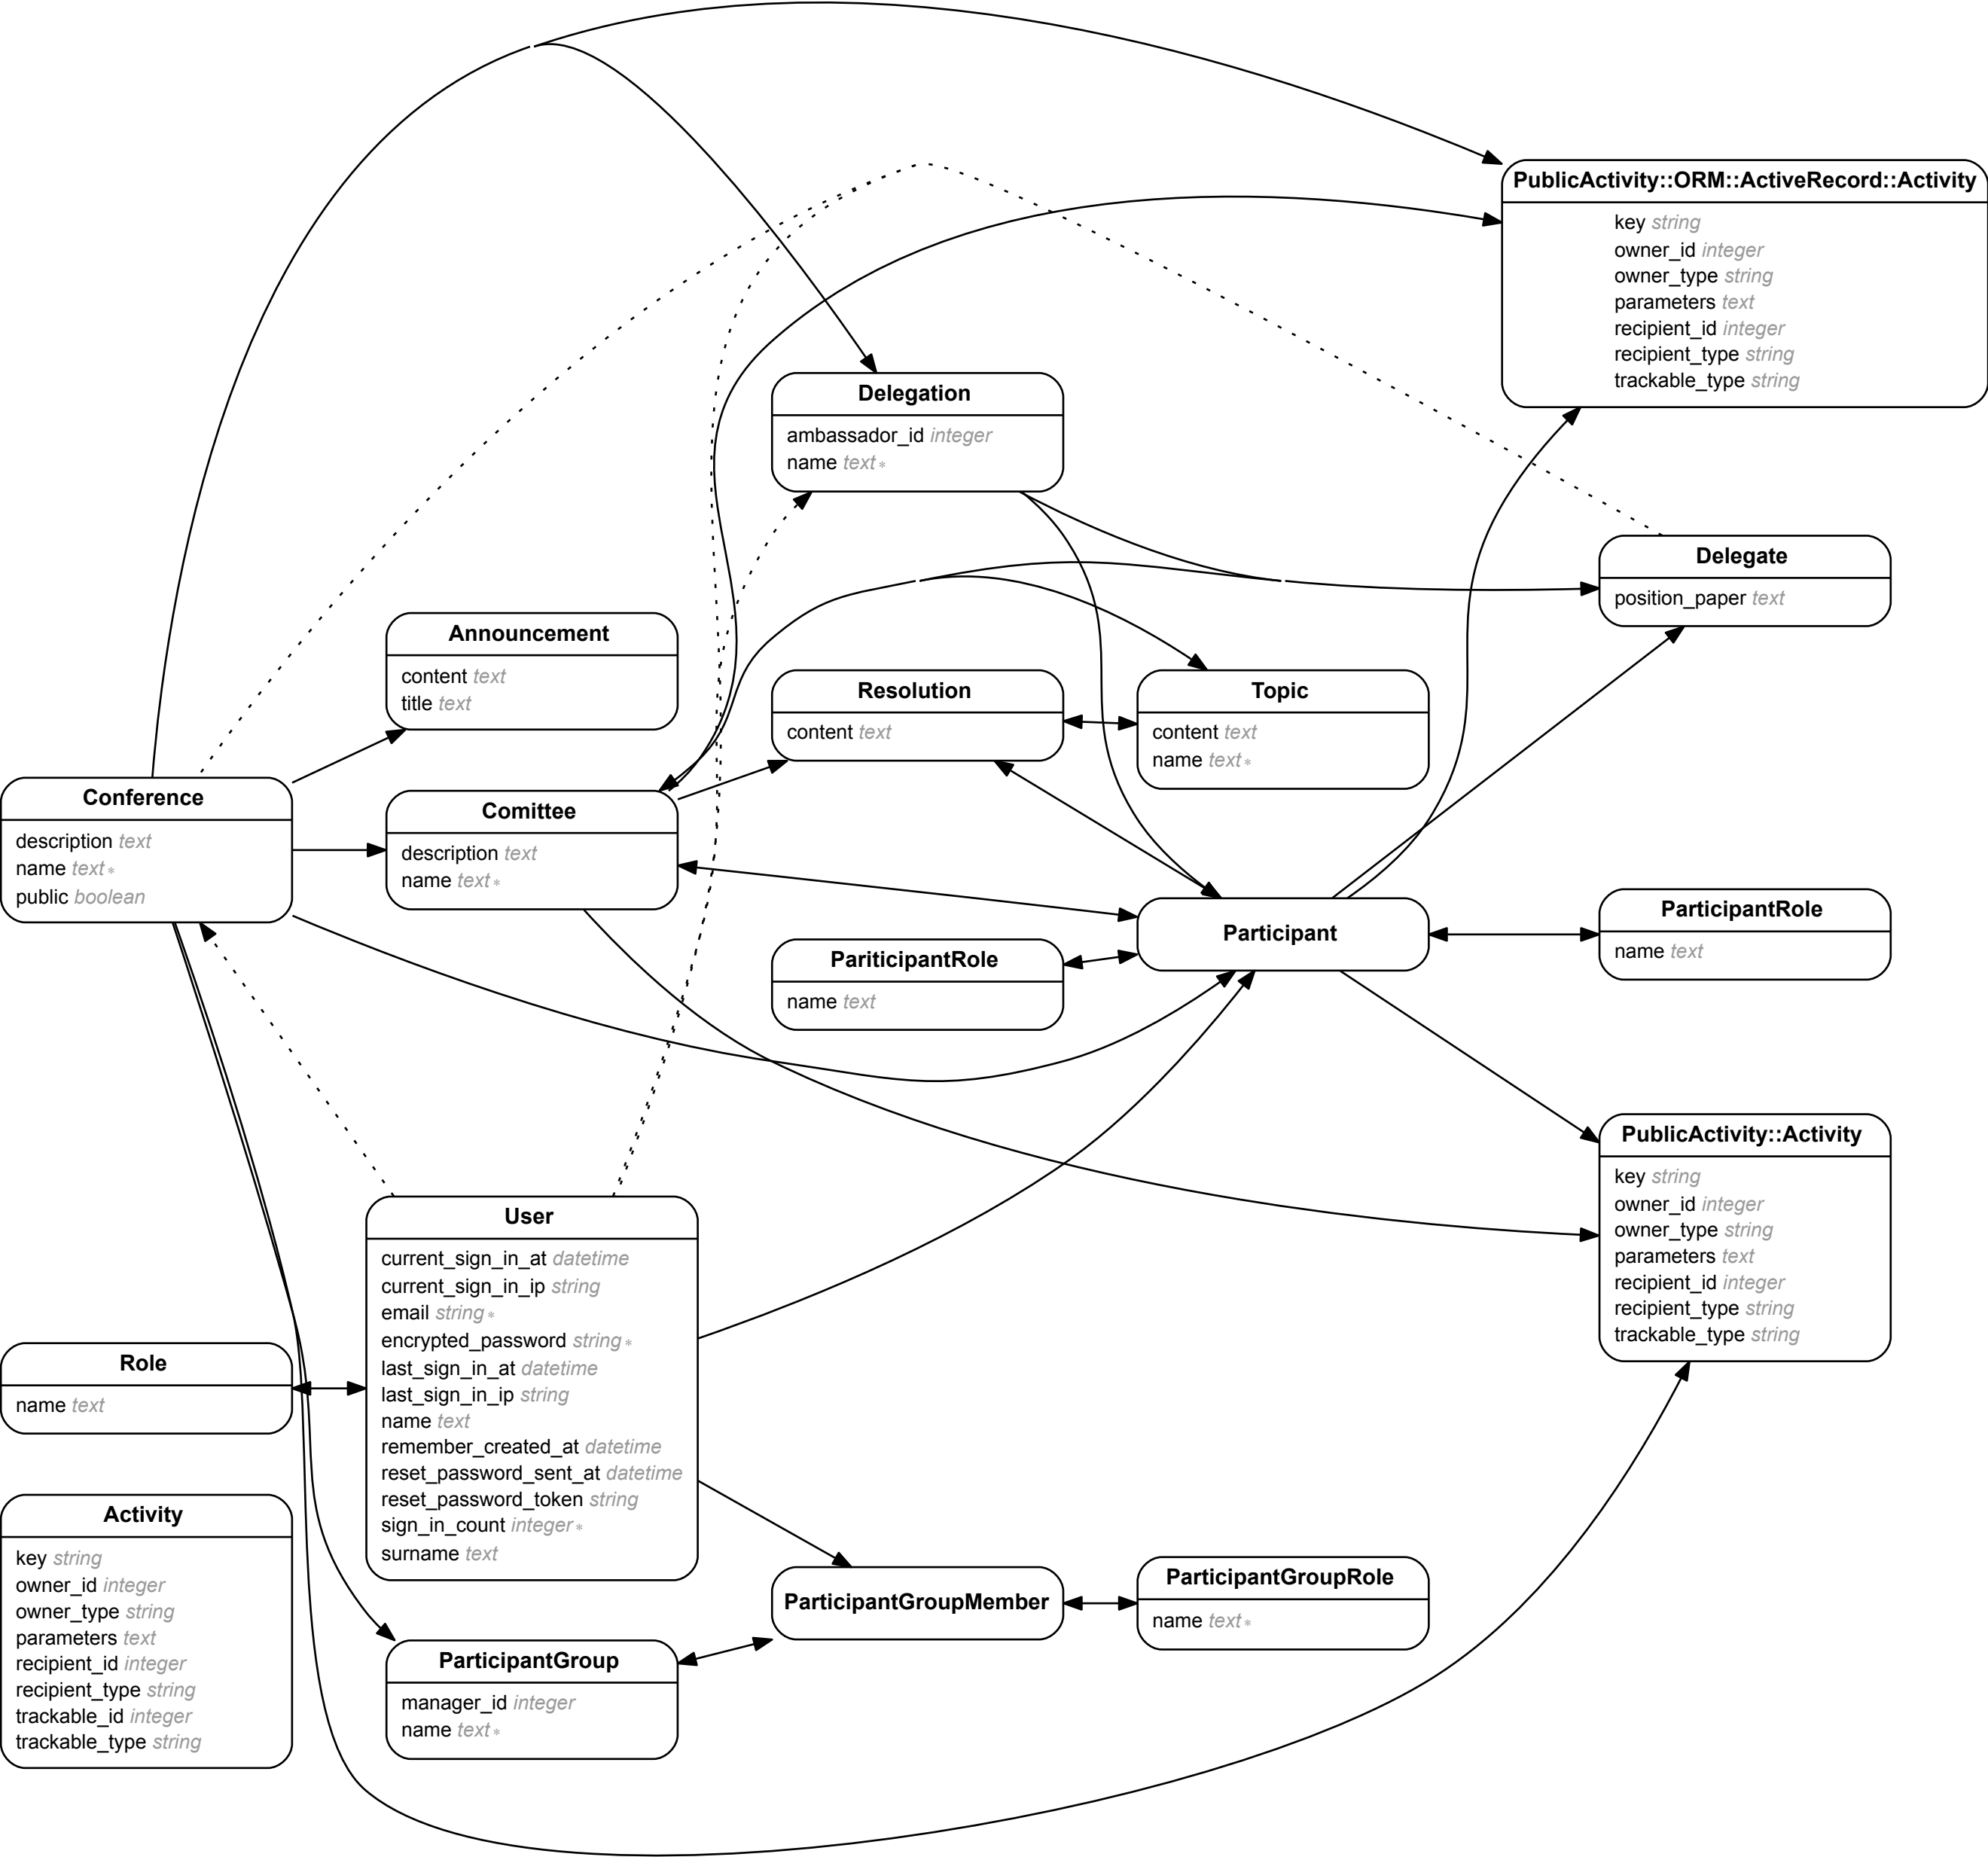 PublicActivity::ORM::ActiveRecord::Activity
key string
owner_id integer
owner_type string
parameters text
recipient_id integer
recipient_type string
trackable_type string
Delegation
ambassador_id integer
name text *
Delegate
position_paper text
Announcement
content text
title text
Resolution
content text
Topic
content text
name text *
Conference
description text
name text *
public boolean
Comittee
description text
name text *
Participant
ParticipantRole
name text
PariticipantRole
name text
PublicActivity::Activity
key string
owner_id integer
owner_type string
parameters text
recipient_id integer
recipient_type string
trackable_type string
User
current_sign_in_at datetime
current_sign_in_ip string
email string *
encrypted_password string *
last_sign_in_at datetime
last_sign_in_ip string
name text
remember_created_at datetime
reset_password_sent_at datetime
reset_password_token string
sign_in_count integer *
surname text
Role
name text
Activity
key string
owner_id integer
owner_type string
parameters text
recipient_id integer
recipient_type string
trackable_id integer
trackable_type string
ParticipantGroupMember
ParticipantGroupRole
name text *
ParticipantGroup
manager_id integer
name text *